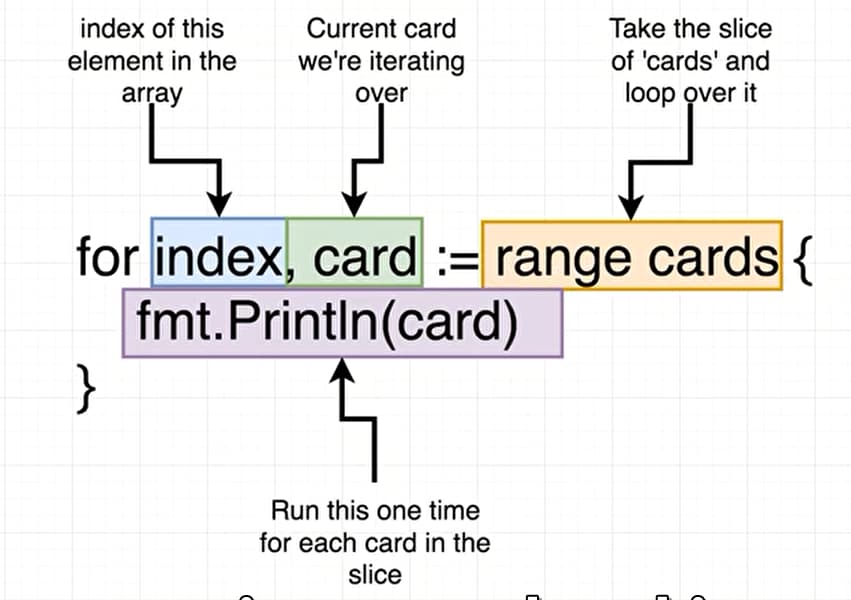 index of this
element in the
array
Current card
we're iterating
over
Take the slice
of 'cards' and
loop over it
for index, card := range cards {
fmt.Println(card)
}
Run this one time
for each card in the
slice